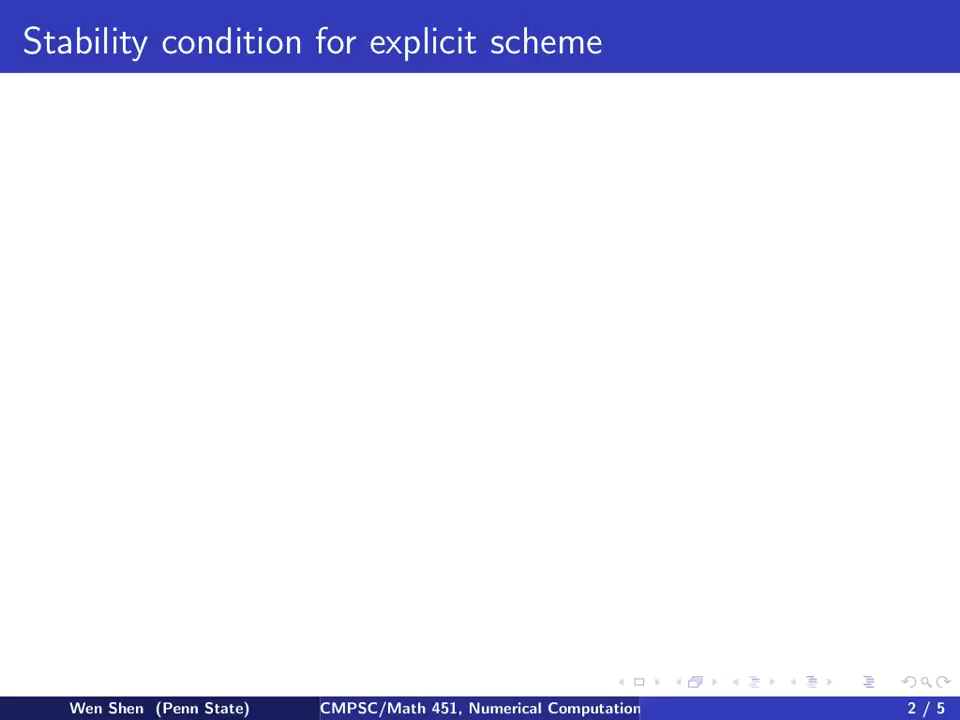 Stability condition for explicit scheme
Wen Shen (Penn State) CMPSC/Math 451, Numerical Computation 2 / 5